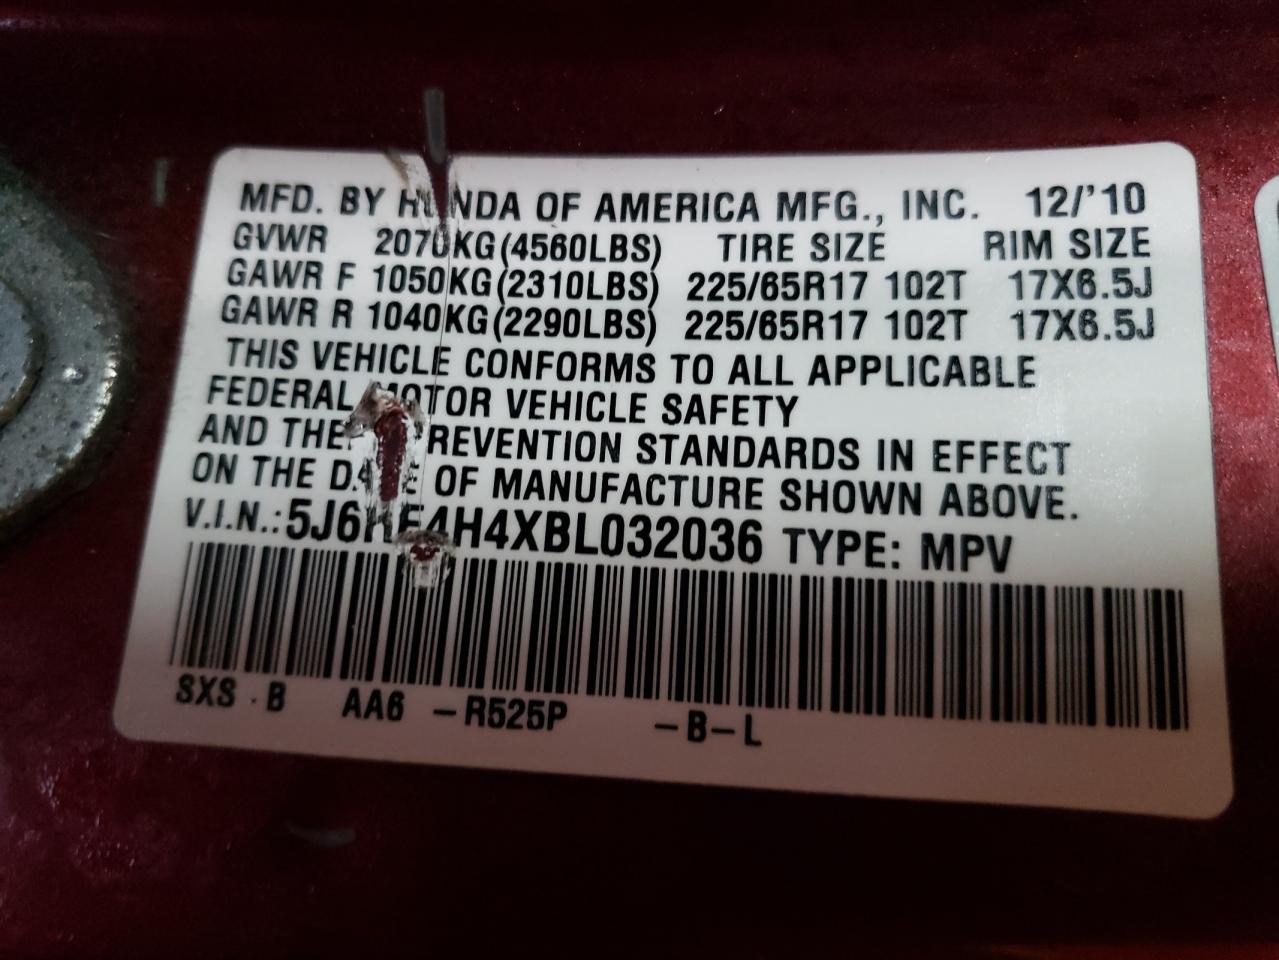 MFD. BY HONDA OF AMERICA MFG., INC. 12/'10
GVWR 2070KG(4560LBS) TIRE SIZE RIM SIZE
GAWR F 1050KG(2310LBS) 225/65R17 102T 17X6.5J
GAWR R 1040KG(2290LBS) 225/65R17 102T 17X6.5J
THIS VEHICLE CONFORMS TO ALL APPLICABLE
FEDERAL MOTOR VEHICLE SAFETY
AND THEFT PREVENTION STANDARDS IN EFFECT
ON THE DATE OF MANUFACTURE SHOWN ABOVE.
V.I.N.: 5J6RE4H4XBL032036 TYPE: MPV
SXS B AA6 -R525P -B-L